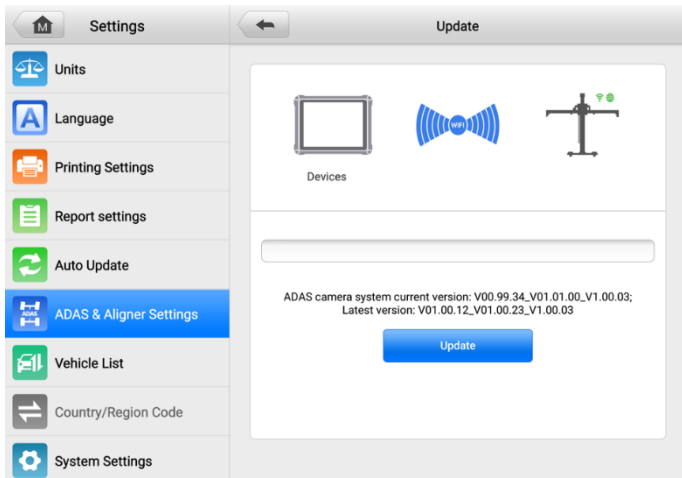 M
Settings
Update
Units
A
Language
Printing Settings
Report settings
Auto Update
ADAS
ADAS & Aligner Settings
Vehicle List
Country/Region Code
System Settings
WIFI
Devices
ADAS camera system current version: V00.99.34_V01.01.00_V1.00.03;
Latest version: V01.00.12_V01.00.23_V1.00.03
Update